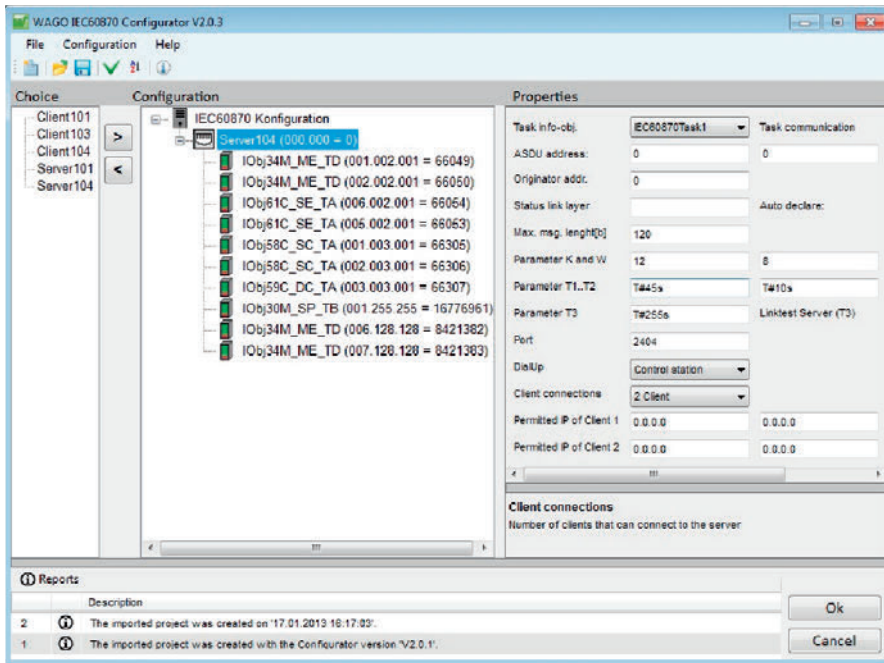 WAGO IEC60870 Configurator V2.0.3
File Configuration Help
Choice Configuration Properties
Client101
Client103
Client104
Server101
Server104
>
<
IEC60870 Konfiguration
Server104 (000.000 = 0)
IObj34M_ME_TD (001.002.001 = 66049)
IObj34M_ME_TD (002.002.001 = 66050)
IObj61C_SE_TA (006.002.001 = 66054)
IObj61C_SE_TA (005.002.001 = 66053)
IObj58C_SC_TA (001.003.001 = 66305)
IObj58C_SC_TA (002.003.001 = 66306)
IObj59C_DC_TA (003.003.001 = 66307)
IObj30M_SP_TB (001.255.255 = 16776961)
IObj34M_ME_TD (006.128.128 = 8421382)
IObj34M_ME_TD (007.128.128 = 8421383)
Task info-obj. IEC60870Task1 Task communication
ASDU address: 0 0
Originator addr. 0
Status link layer Auto declare:
Max. msg. lenght[b] 120
Parameter K and W 12 8
Parameter T1..T2 T#45s T#10s
Parameter T3 T#255s Linktest Server (T3)
Port 2404
DialUp Control station
Client connections 2 Client
Permitted IP of Client 1 0.0.0.0 0.0.0.0
Permitted IP of Client 2 0.0.0.0 0.0.0.0
Client connections
Number of clients that can connect to the server
Reports
Description
2 The imported project was created on '17.01.2013 16:17:03'.
1 The imported project was created with the Configurator version 'V2.0.1'.
Ok
Cancel